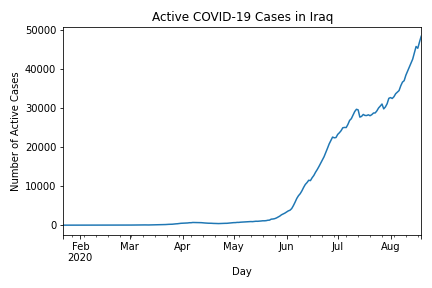 Active COVID-19 Cases in Iraq
Number of Active Cases
50000
40000
30000
20000
10000
0
Feb Mar Apr May Jun Jul Aug
2020
Day